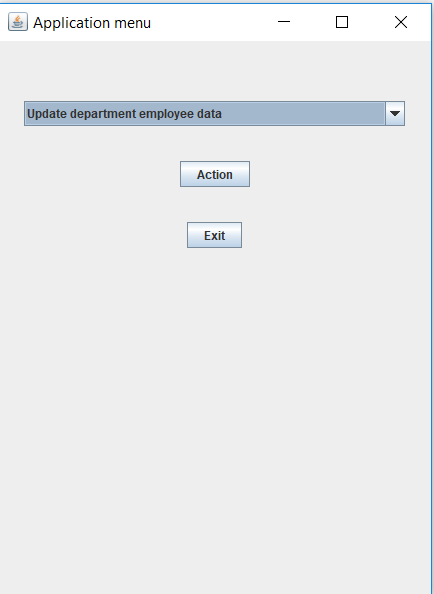 Application menu
Update department employee data
Action
Exit